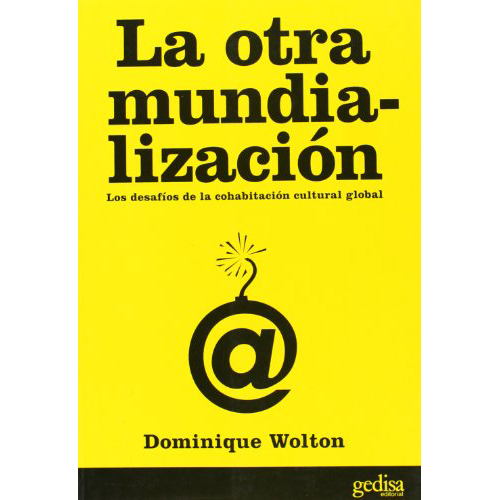 La otra
mundia-
lización
Los desafíos de la cohabitación cultural global
@
Dominique Wolton
gedisa
editorial